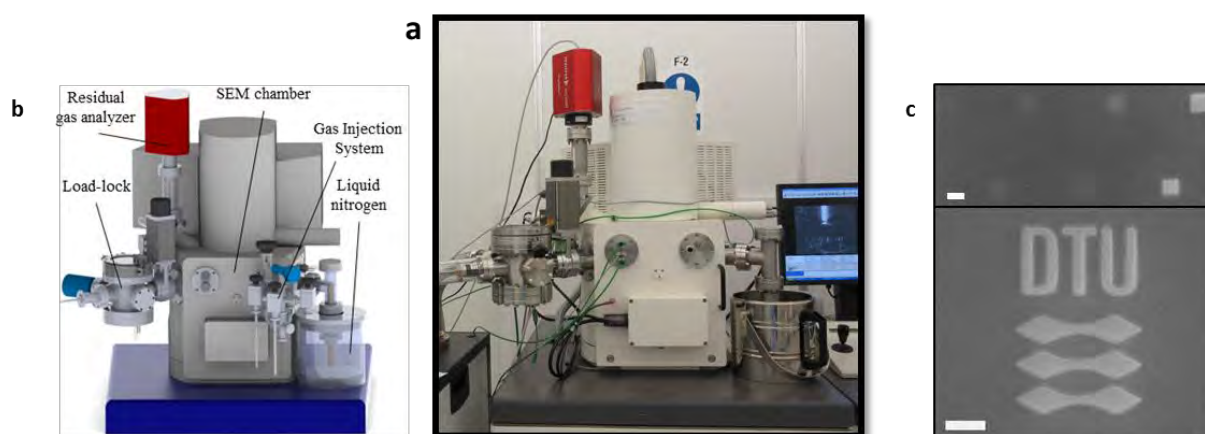 a
b
Residual
gas analyzer
SEM chamber
Gas Injection
System
Load-lock
Liquid
nitrogen
F-2
c
DTU